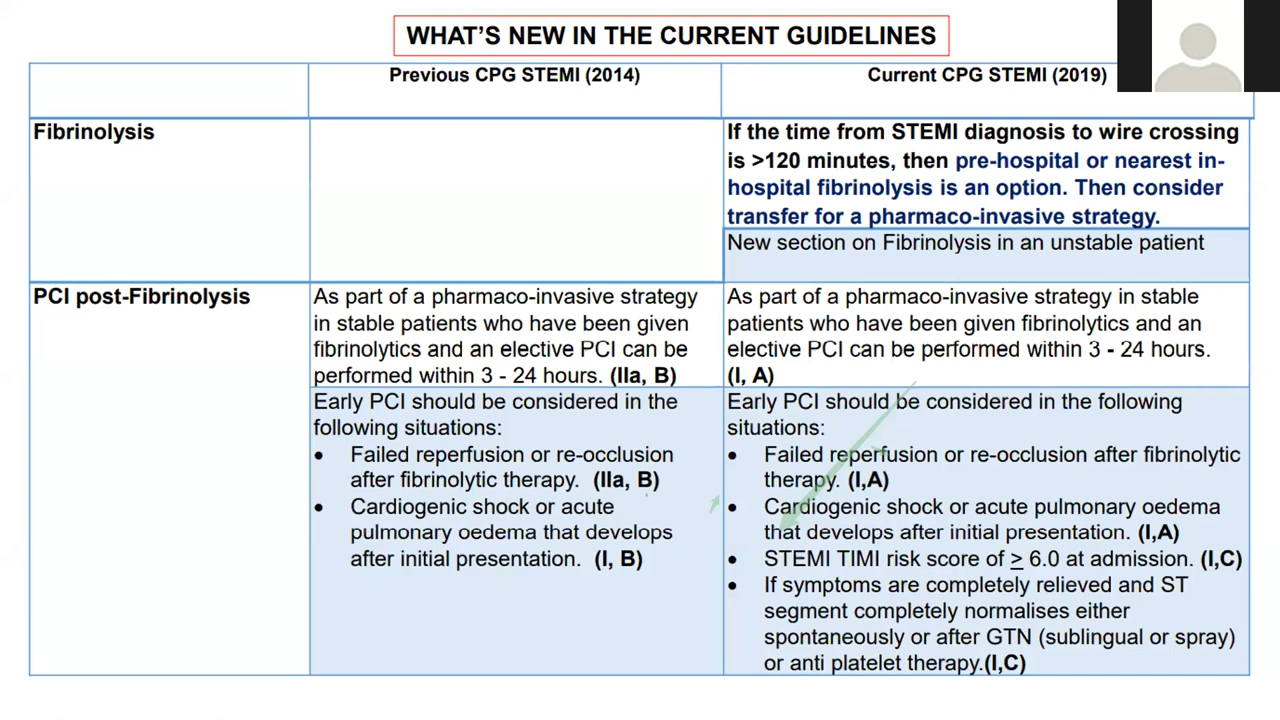 WHAT'S NEW IN THE CURRENT GUIDELINES
Previous CPG STEMI (2014)
Current CPG STEMI (2019)
Fibrinolysis
If the time from STEMI diagnosis to wire crossing
is >120 minutes, then pre-hospital or nearest in-
hospital fibrinolysis is an option. Then consider
transfer for a pharmaco-invasive strategy.
New section on Fibrinolysis in an unstable patient
PCI post-Fibrinolysis
As part of a pharmaco-invasive strategy
in stable patients who have been given
fibrinolytics and an elective PCI can be
performed within 3 - 24 hours. (IIa, B)
As part of a pharmaco-invasive strategy in stable
patients who have been given fibrinolytics and an
elective PCI can be performed within 3 - 24 hours.
(I, A)
Early PCI should be considered in the
following situations:
• Failed reperfusion or re-occlusion
after fibrinolytic therapy. (IIa, B)
• Cardiogenic shock or acute
pulmonary oedema that develops
after initial presentation. (I, B)
Early PCI should be considered in the following
situations:
• Failed reperfusion or re-occlusion after fibrinolytic
therapy. (I,A)
• Cardiogenic shock or acute pulmonary oedema
that develops after initial presentation. (I,A)
• STEMI TIMI risk score of ≥ 6.0 at admission. (I,C)
• If symptoms are completely relieved and ST
segment completely normalises either
spontaneously or after GTN (sublingual or spray)
or anti platelet therapy.(I,C)